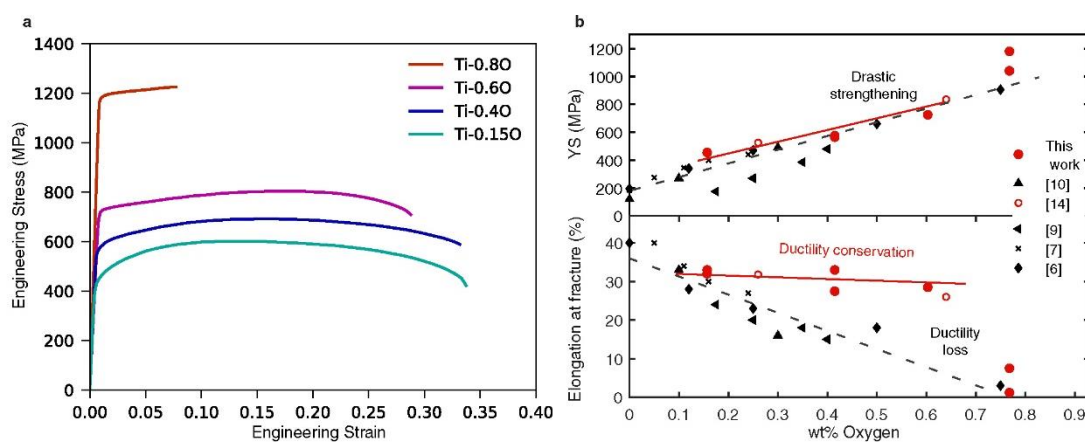 a
1400
1200
1000
800
600
400
200
0
Engineering Stress (MPa)
Ti-0.8O
Ti-0.6O
Ti-0.4O
Ti-0.15O
0.00 0.05 0.10 0.15 0.20 0.25 0.30 0.35 0.40
Engineering Strain
b
1200
1000
800
600
400
200
0
YS (MPa)
Drastic
strengthening
This
work
[10]
[14]
[9]
[7]
[6]
40
30
20
10
0
Elongation at fracture (%)
Ductility conservation
Ductility
loss
0 0.1 0.2 0.3 0.4 0.5 0.6 0.7 0.8 0.9
wt% Oxygen